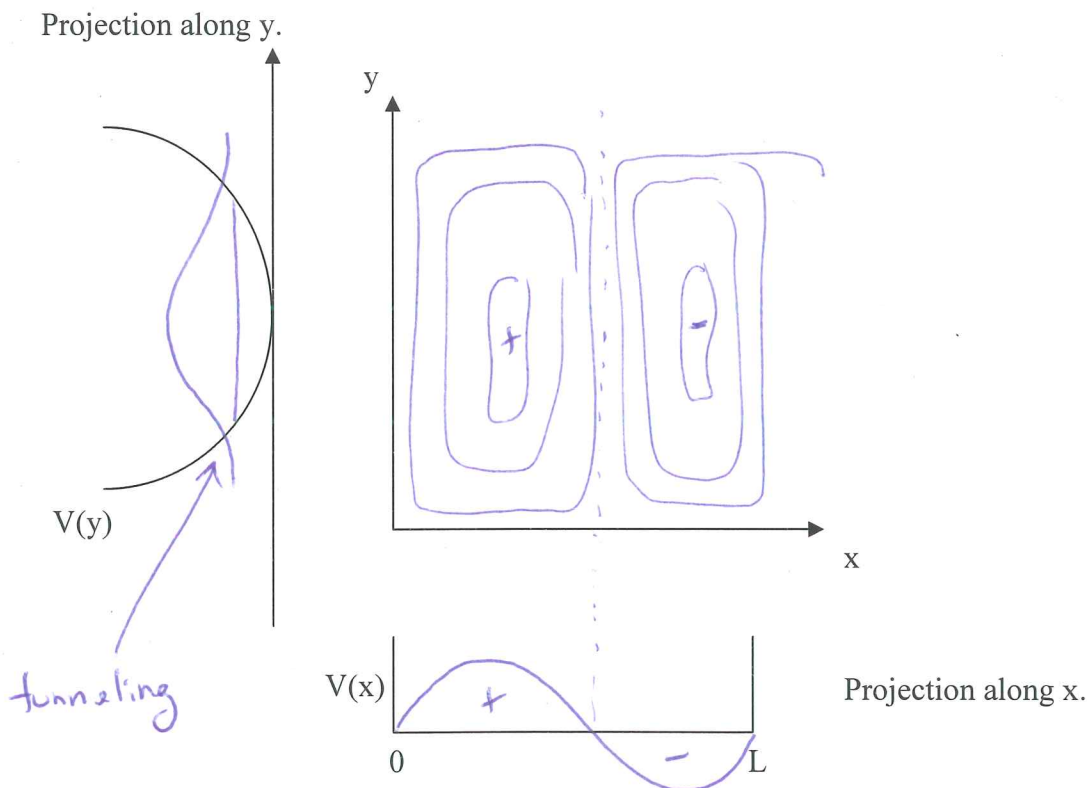 Projection along y.
y
+
-
V(y)
x
tunneling
V(x)
+
Projection along x.
0
-
L